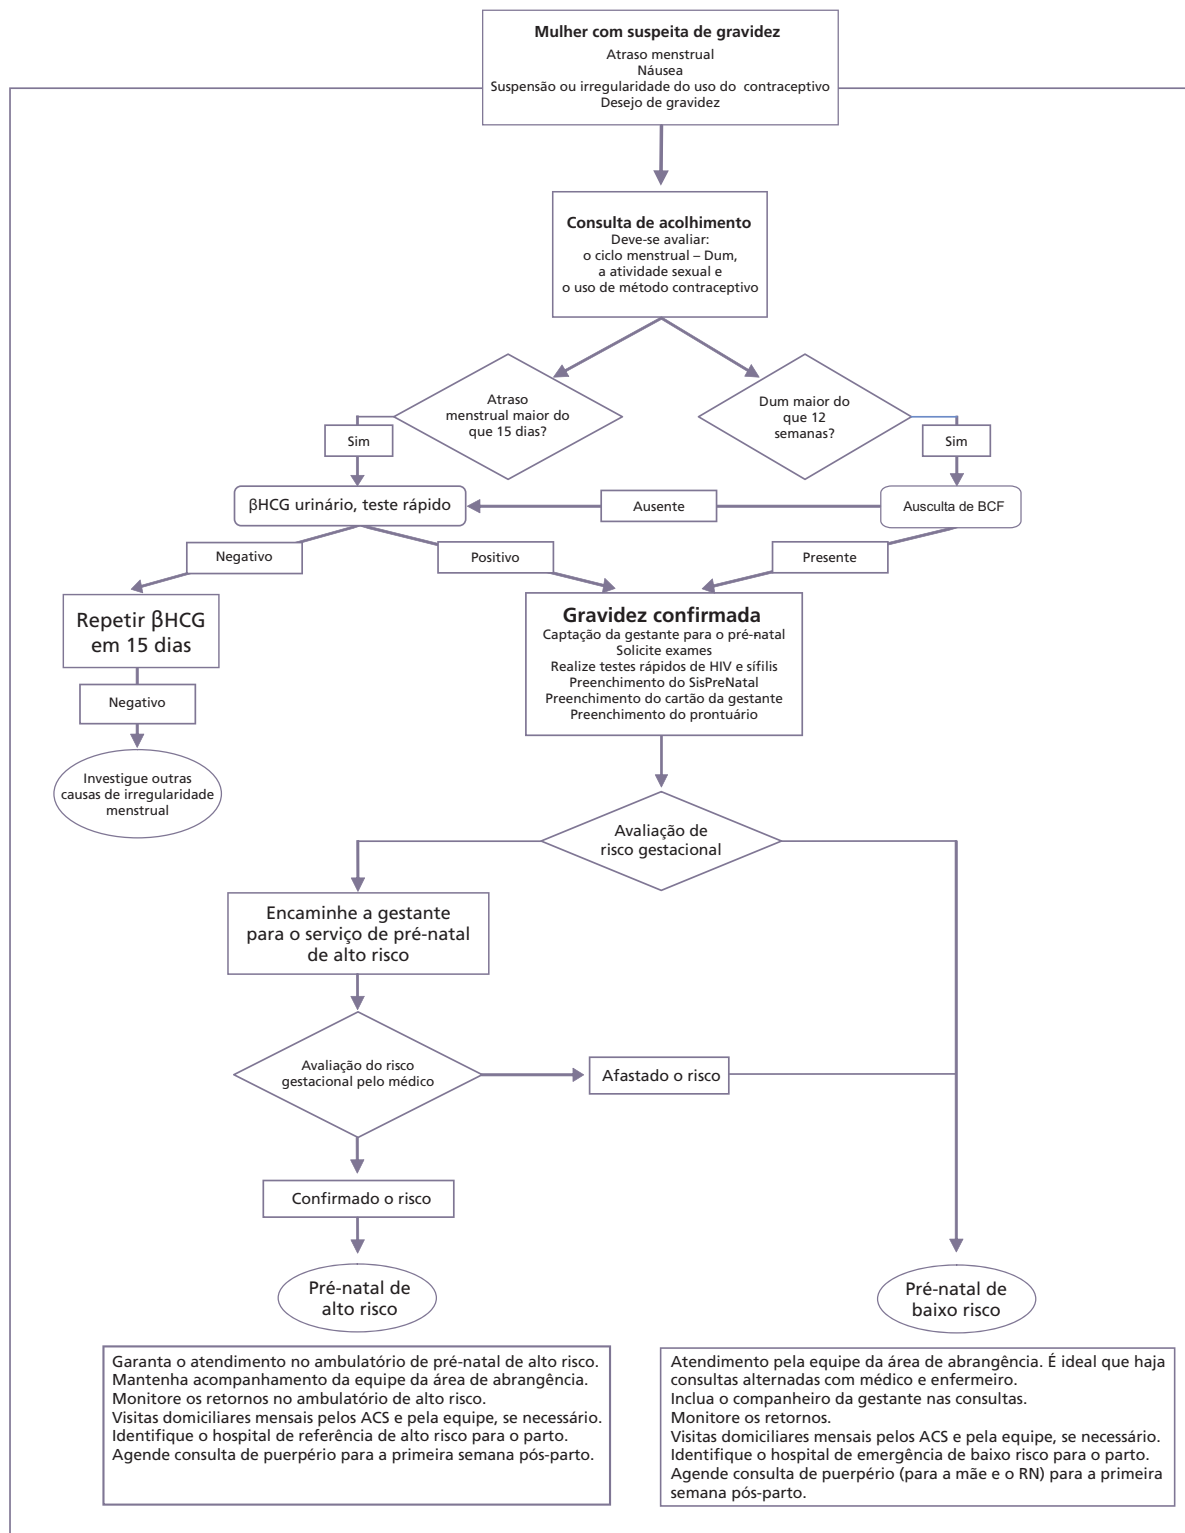 Mulher com suspeita de gravidez
Atraso menstrual
Náusea
Suspensão ou irregularidade do uso do contraceptivo
Desejo de gravidez
Consulta de acolhimento
Deve-se avaliar:
o ciclo menstrual – Dum,
a atividade sexual e
o uso de método contraceptivo
Atraso
menstrual maior do
que 15 dias?
Dum maior do
que 12
semanas?
Sim
Sim
βHCG urinário, teste rápido
Ausente
Ausculta de BCF
Negativo
Positivo
Presente
Repetir βHCG
em 15 dias
Negativo
Investigue outras
causas de irregularidade
menstrual
Gravidez confirmada
Captação da gestante para o pré-natal
Solicite exames
Realize testes rápidos de HIV e sífilis
Preenchimento do SisPreNatal
Preenchimento do cartão da gestante
Preenchimento do prontuário
Avaliação de
risco gestacional
Encaminhe a gestante
para o serviço de pré-natal
de alto risco
Avaliação do risco
gestacional pelo médico
Afastado o risco
Confirmado o risco
Pré-natal de
alto risco
Pré-natal de
baixo risco
Garanta o atendimento no ambulatório de pré-natal de alto risco.
Mantenha acompanhamento da equipe da área de abrangência.
Monitore os retornos no ambulatório de alto risco.
Visitas domiciliares mensais pelos ACS e pela equipe, se necessário.
Identifique o hospital de referência de alto risco para o parto.
Agende consulta de puerpério para a primeira semana pós-parto.
Atendimento pela equipe da área de abrangência. É ideal que haja
consultas alternadas com médico e enfermeiro.
Inclua o companheiro da gestante nas consultas.
Monitore os retornos.
Visitas domiciliares mensais pelos ACS e pela equipe, se necessário.
Identifique o hospital de emergência de baixo risco para o parto.
Agende consulta de puerpério (para a mãe e o RN) para a primeira
semana pós-parto.